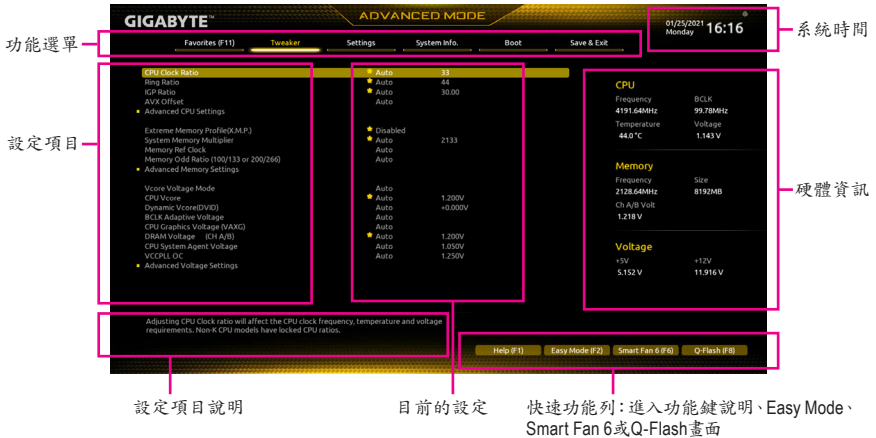 GIGABYTE™
ADVANCED MODE
01/25/2021
Monday
16:16
系統時間
功能選單
Favorites (F11) Tweaker Settings System Info. Boot Save & Exit
設定項目
CPU Clock Ratio Auto 33
Ring Ratio Auto 44
IGP Ratio Auto 30.00
AVX Offset Auto
Advanced CPU Settings
Extreme Memory Profile(X.M.P.) Disabled
System Memory Multiplier Auto 2133
Memory Ref Clock Auto
Memory Odd Ratio (100/133 or 200/266) Auto
Advanced Memory Settings
Vcore Voltage Mode Auto
CPU Vcore Auto 1.200V
Dynamic Vcore(DVID) Auto +0.000V
BCLK Adaptive Voltage Auto
CPU Graphics Voltage (VAXG) Auto
DRAM Voltage (CH A/B) Auto 1.200V
CPU System Agent Voltage Auto 1.050V
VCCPLL OC Auto 1.250V
Advanced Voltage Settings
CPU
Frequency BCLK
4191.64MHz 99.78MHz
Temperature Voltage
44.0 °C 1.143 V
Memory
Frequency Size
2128.64MHz 8192MB
Ch A/B Volt
1.218 V
Voltage
+5V +12V
5.152 V 11.916 V
硬體資訊
Adjusting CPU Clock ratio will affect the CPU clock frequency, temperature and voltage
requirements. Non-K CPU models have locked CPU ratios.
Help (F1) Easy Mode (F2) Smart Fan 6 (F6) Q-Flash (F8)
設定項目說明
目前的設定
快速功能列：進入功能鍵說明、Easy Mode、
Smart Fan 6或Q-Flash畫面